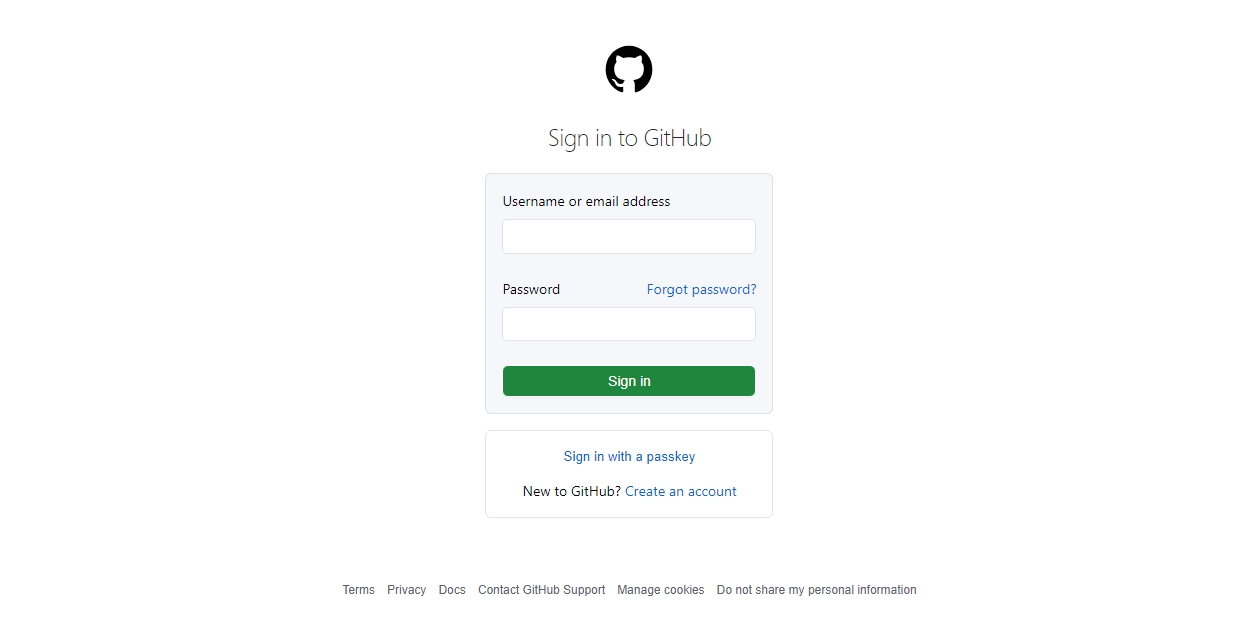 Sign in to GitHub
Username or email address
Password Forgot password?
Sign in
Sign in with a passkey
New to GitHub? Create an account
Terms Privacy Docs Contact GitHub Support Manage cookies Do not share my personal information